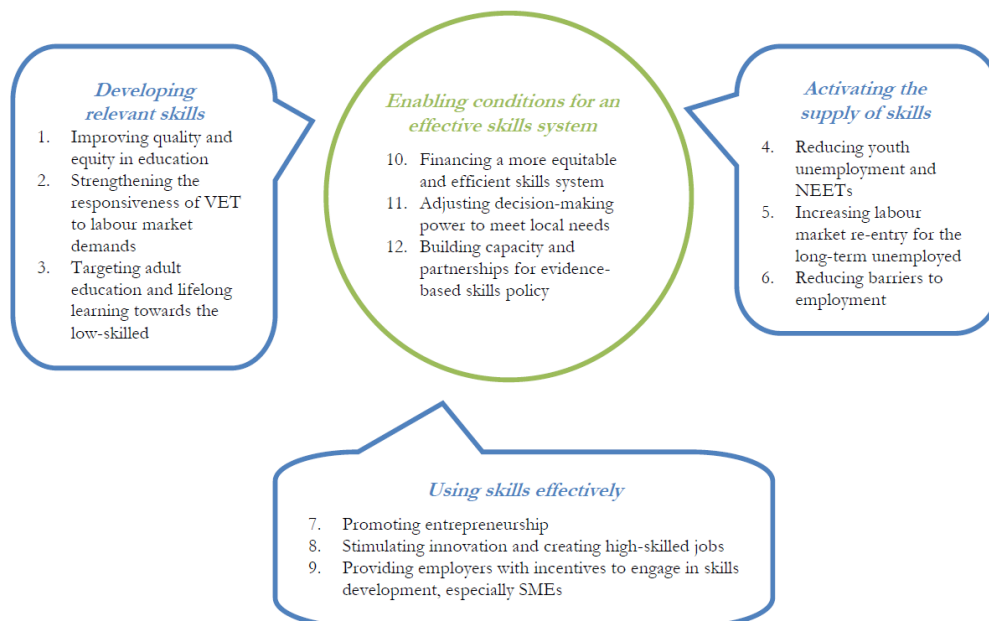 Developing
relevant skills
1. Improving quality and
equity in education
2. Strengthening the
responsiveness of VET
to labour market
demands
3. Targeting adult
education and lifelong
learning towards the
low-skilled
Enabling conditions for an
effective skills system
10. Financing a more equitable
and efficient skills system
11. Adjusting decision-making
power to meet local needs
12. Building capacity and
partnerships for evidence-
based skills policy
Activating the
supply of skills
4. Reducing youth
unemployment and
NEETs
5. Increasing labour
market re-entry for the
long-term unemployed
6. Reducing barriers to
employment
Using skills effectively
7. Promoting entrepreneurship
8. Stimulating innovation and creating high-skilled jobs
9. Providing employers with incentives to engage in skills
development, especially SMEs